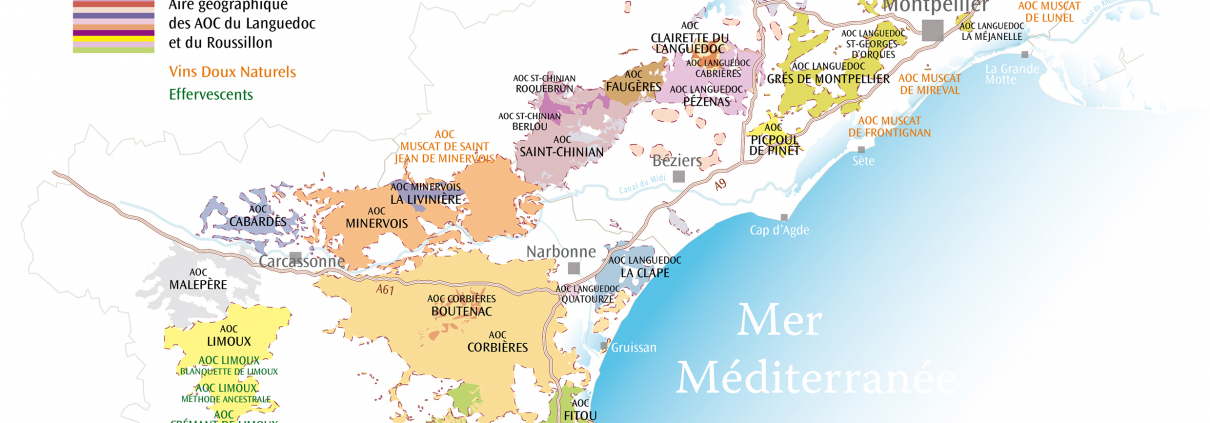 Aire géographique
des AOC du Languedoc
et du Roussillon
Vins Doux Naturels
Effervescents
Montpellier
AOC MUSCAT
DE LUNEL
AOC
CLAIRETTE DU
LANGUEDOC
AOC LANGUEDOC
CABRIÈRES
AOC LANGUEDOC
PÉZENAS
AOC LANGUEDOC
ST-GEORGES-
D'ORQUES
AOC LANGUEDOC
LA MÉJANELLE
AOC LANGUEDOC
GRÉS DE MONTPELLIER
La Grande
Motte
AOC MUSCAT
DE MIREVAL
AOC MUSCAT
DE FRONTIGNAN
AOC
PICPOUL
DE PINET
Sète
AOC
FAUGÈRES
AOC ST-CHINIAN
ROQUEBRUN
AOC ST-CHINIAN
BERLOU
AOC
SAINT-CHINIAN
AOC
MUSCAT DE SAINT
JEAN DE MINERVOIS
Béziers
Canal du Midi
A9
Cap d'Agde
AOC MINERVOIS
LA LIVINIÈRE
AOC
MINERVOIS
AOC
CABARDÈS
Carcassonne
Narbonne
AOC LANGUEDOC
LA CLAPE
AOC LANGUEDOC
QUATOURZE
AOC
MALEPÈRE
A61
AOC CORBIÈRES
BOUTENAC
AOC
CORBIÈRES
Gruissan
Mer
Méditerranée
AOC
LIMOUX
AOC LIMOUX
BLANQUETTE DE LIMOUX
AOC LIMOUX
MÉTHODE ANCESTRALE
AOC
CRÉMANT DE LIMOUX
AOC
FITOU